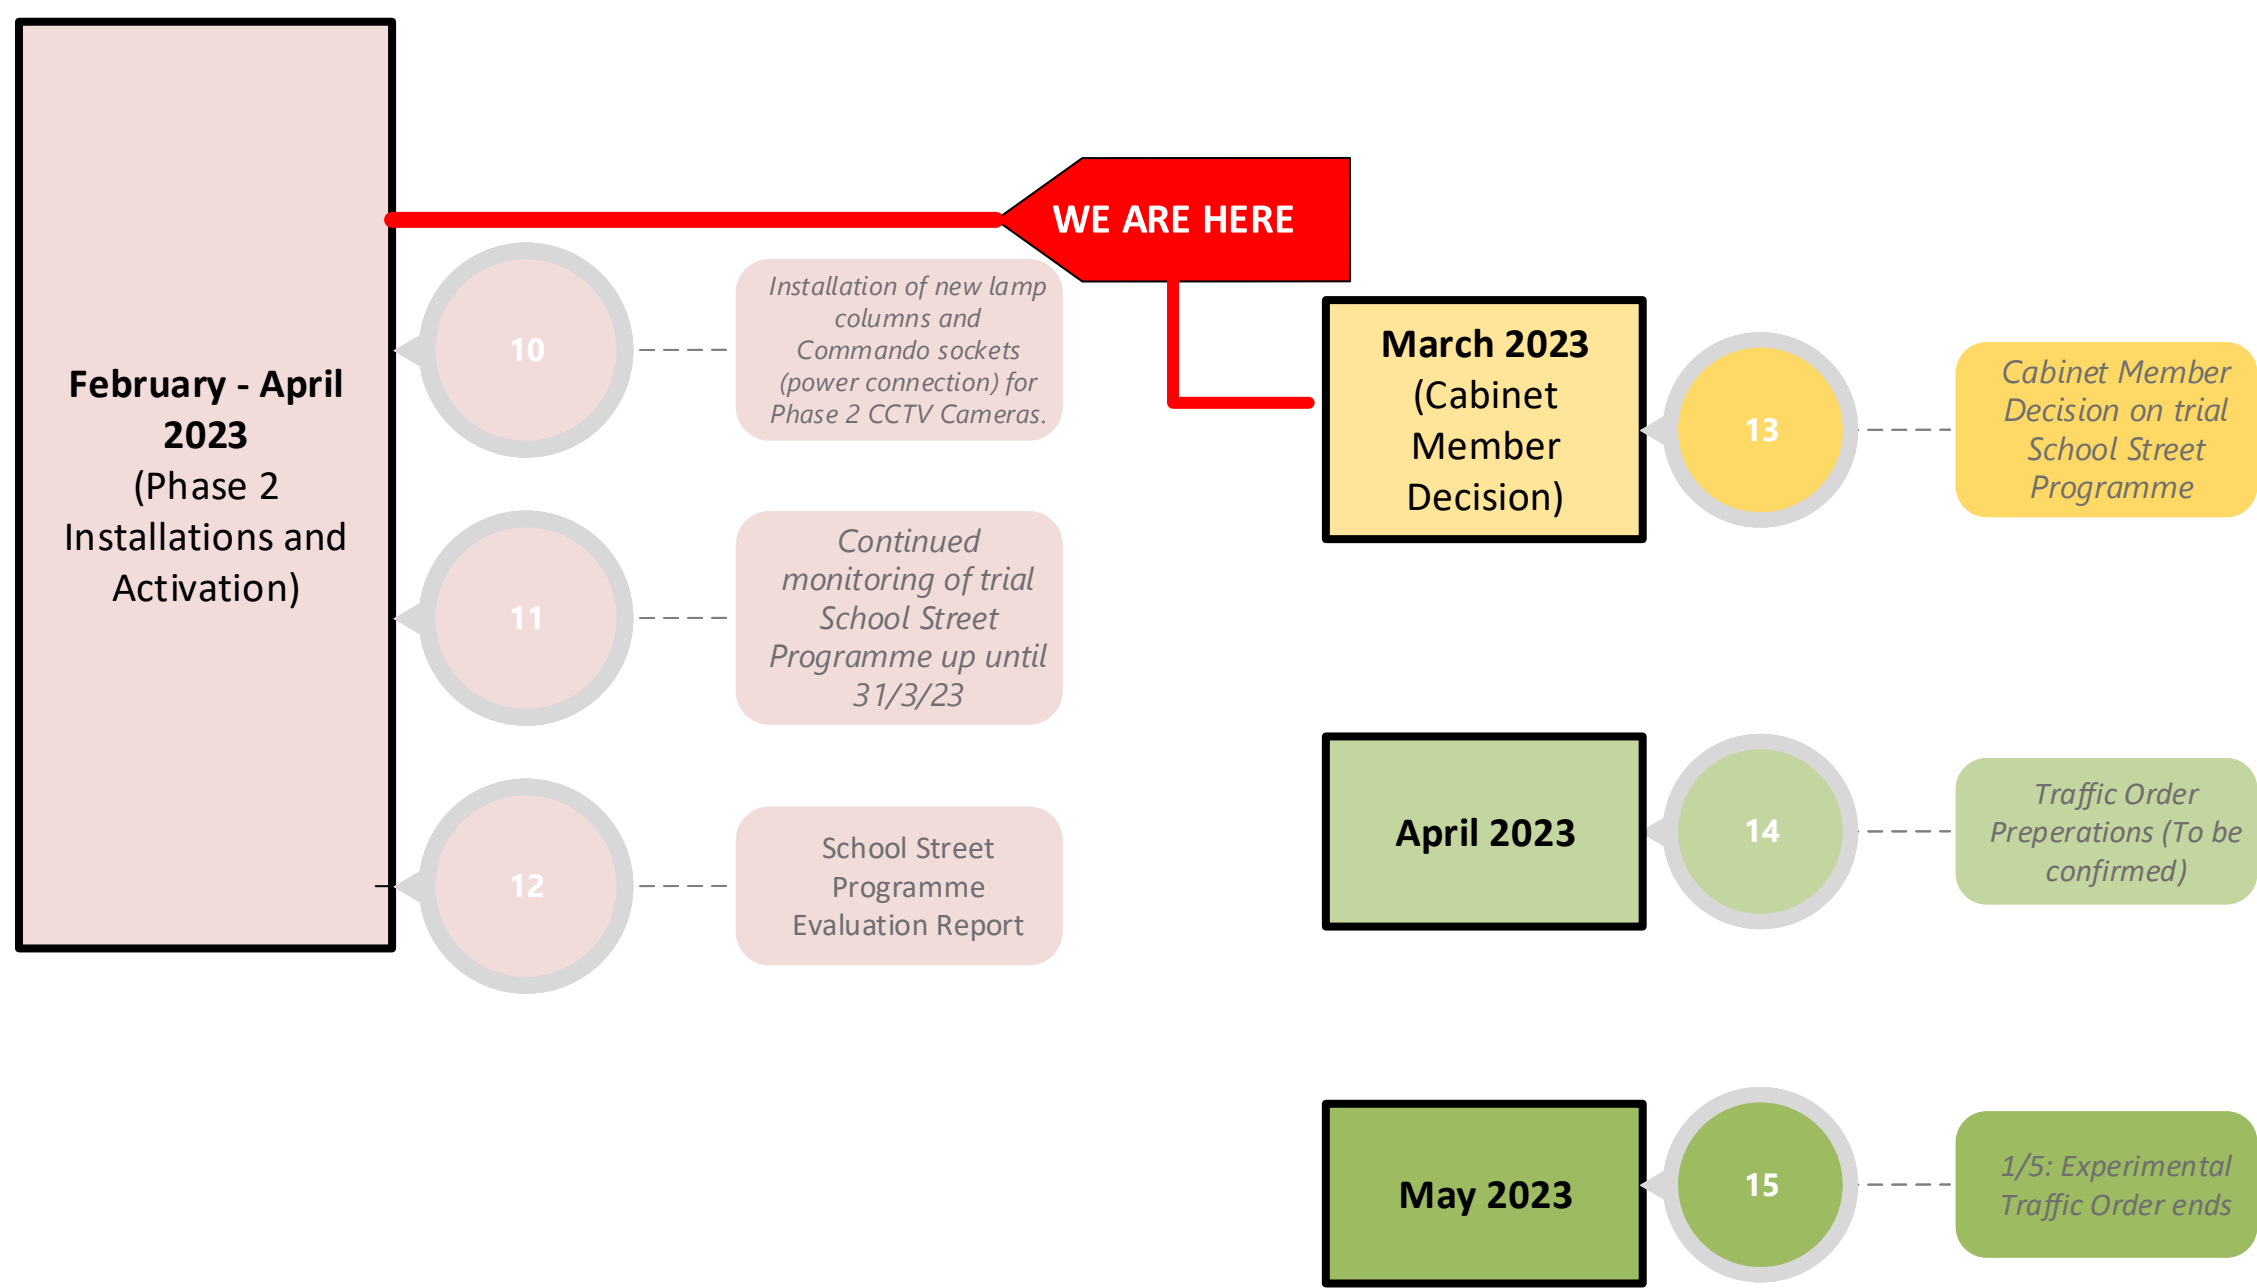 February - April
2023
(Phase 2
Installations and
Activation)
WE ARE HERE
10
Installation of new lamp
columns and
Commando sockets
(power connection) for
Phase 2 CCTV Cameras.
11
Continued
monitoring of trial
School Street
Programme up until
31/3/23
12
School Street
Programme
Evaluation Report
March 2023
(Cabinet
Member
Decision)
13
Cabinet Member
Decision on trial
School Street
Programme
April 2023
14
Traffic Order
Preperations (To be
confirmed)
May 2023
15
1/5: Experimental
Traffic Order ends